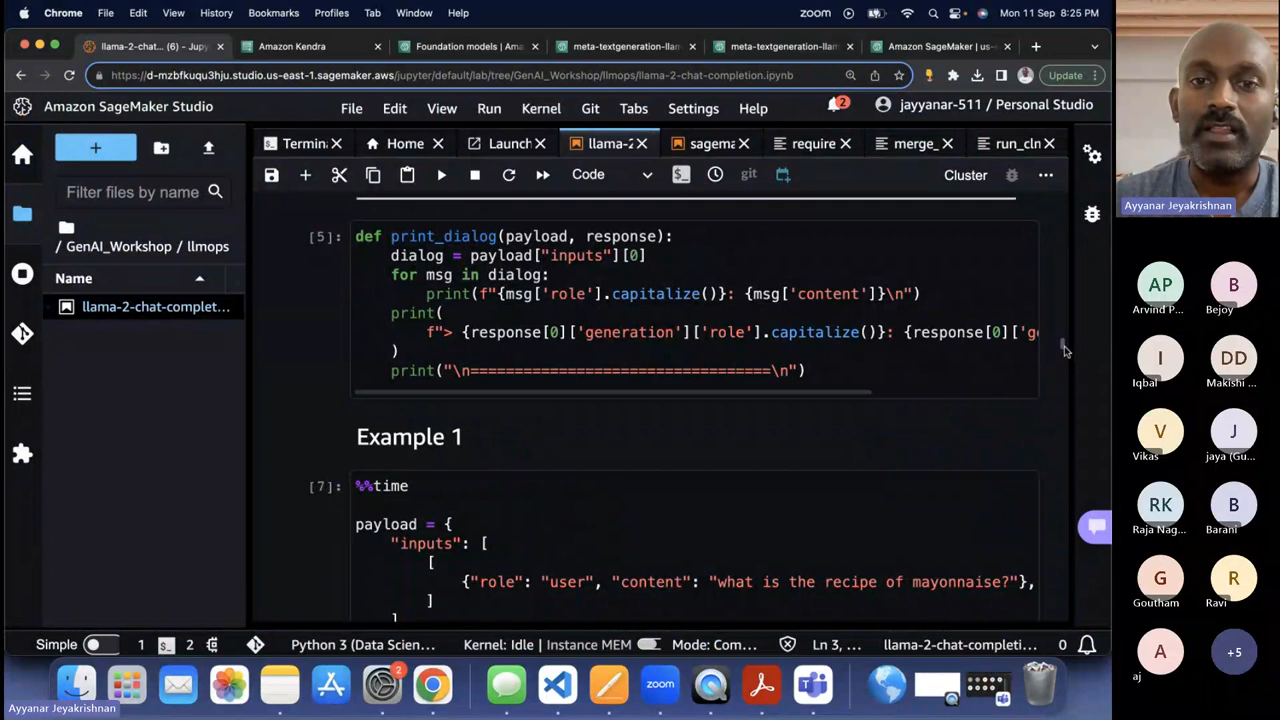 Chrome File Edit View History Bookmarks Profiles Tab Window Help
zoom Mon 11 Sep 8:25 PM
llama-2-chat... (6) - Jupy
Amazon Kendra
Foundation models | Ama
meta-textgeneration-lla
meta-textgeneration-lla
Amazon SageMaker | us-
https://d-mzbfkuqu3hju.studio.us-east-1.sagemaker.aws/jupyter/default/lab/tree/GenAI_Workshop/llmops/llama-2-chat-completion.ipynb
Update
Amazon SageMaker Studio
File Edit View Run Kernel Git Tabs Settings Help
2
jayyanar-511 / Personal Studio
Termin
Home
Launch
llama-2
sagema
require
merge_
run_clm
Code
git
Cluster
Filter files by name
/ GenAI_Workshop / llmops
Name
llama-2-chat-complet...
[5]:
def print_dialog(payload, response):
dialog = payload["inputs"][0]
for msg in dialog:
print(f"{msg['role'].capitalize()}: {msg['content']}\n")
print(
f"> {response[0]['generation']['role'].capitalize()}: {response[0]['ge
)
print("\n==================================\n")
Example 1
[7]:
%%time
payload = {
"inputs": [
[
{"role": "user", "content": "what is the recipe of mayonnaise?"},
]
]
Simple 1 2 Python 3 (Data Scien... Kernel: Idle | Instance MEM Mode: Com... Ln 3, ... llama-2-chat-completi... 0
2
zoom
Ayyanar Jeyakrishnan
Ayyanar Jeyakrishnan
AP
Arvind P...
B
Bejoy
I
Iqbal
DD
Makishi ...
V
Vikas
J
jaya (Gu...
RK
Raja Nag...
B
Barani
G
Goutham
R
Ravi
A
aj
+5